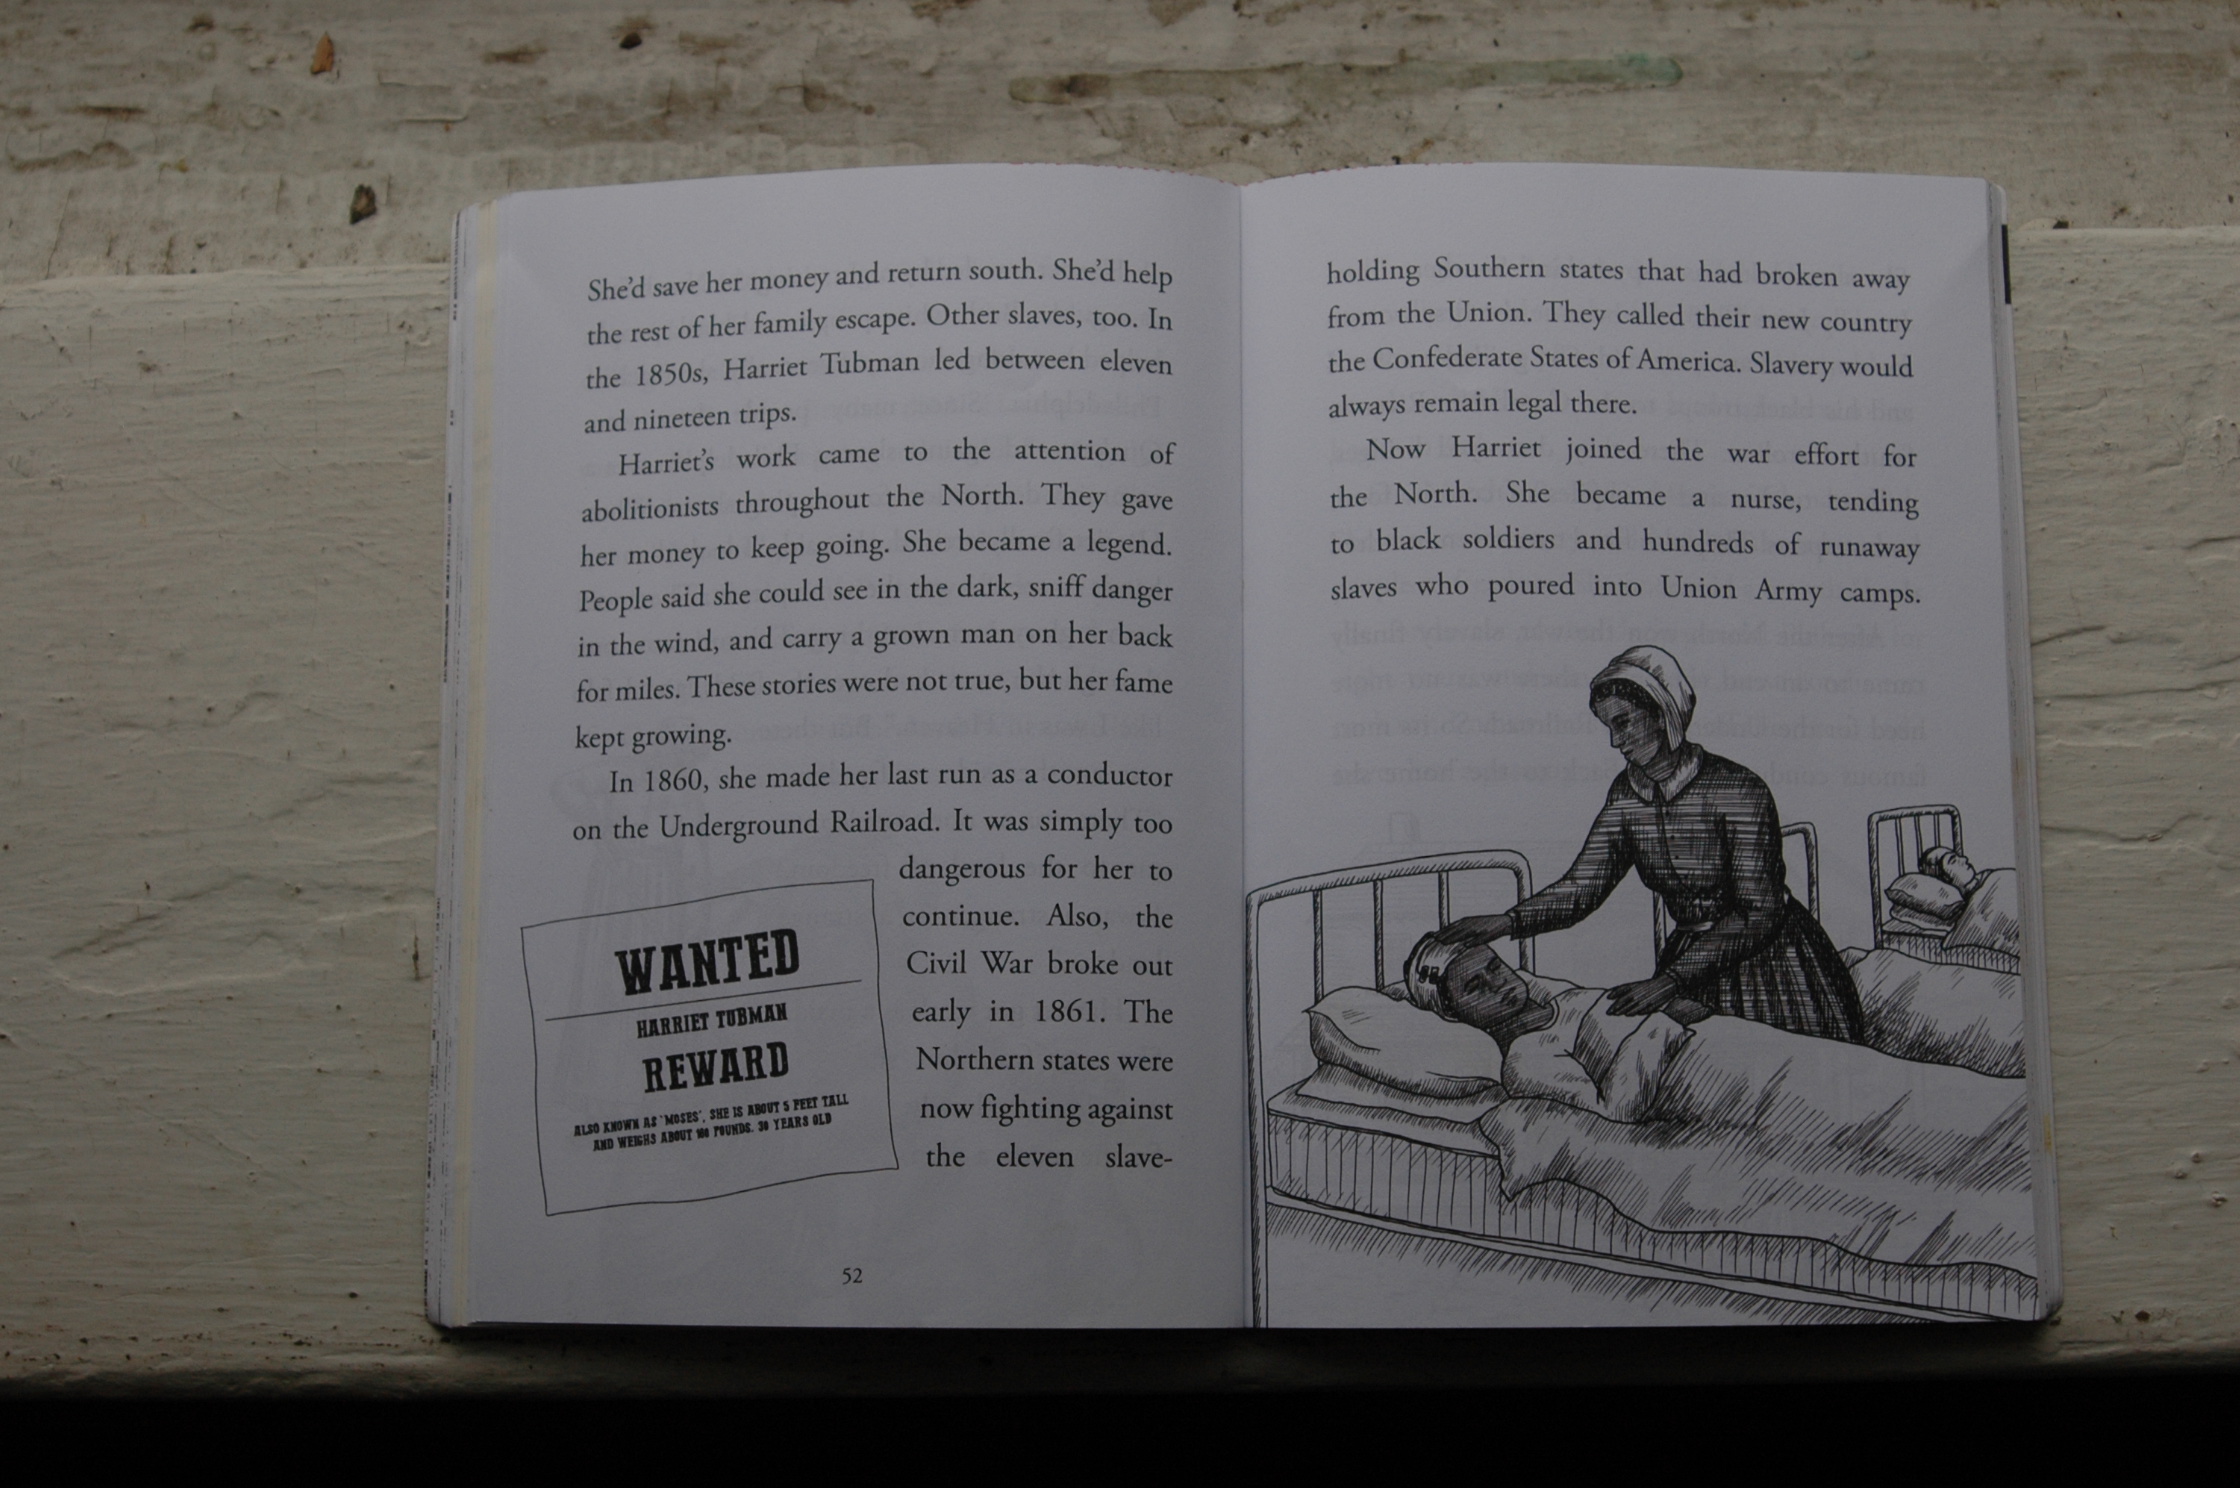 She'd save her money and return south. She'd help
the rest of her family escape. Other slaves, too. In
the 1850s, Harriet Tubman led between eleven
and nineteen trips.
Harriet's work came to the attention of
abolitionists throughout the North. They gave
her money to keep going. She became a legend.
People said she could see in the dark, sniff danger
in the wind, and carry a grown man on her back
for miles. These stories were not true, but her fame
kept growing.
In 1860, she made her last run as a conductor
on the Underground Railroad. It was simply too
dangerous for her to
continue. Also, the
Civil War broke out
early in 1861. The
Northern states were
now fighting against
the eleven slave-
WANTED
HARRIET TUBMAN
REWARD
ALSO KNOWN AS 'MOSES', SHE IS ABOUT 5 FEET TALL
AND WEIGHS ABOUT 160 POUNDS. 30 YEARS OLD
52
holding Southern states that had broken away
from the Union. They called their new country
the Confederate States of America. Slavery would
always remain legal there.
Now Harriet joined the war effort for
the North. She became a nurse, tending
to black soldiers and hundreds of runaway
slaves who poured into Union Army camps.